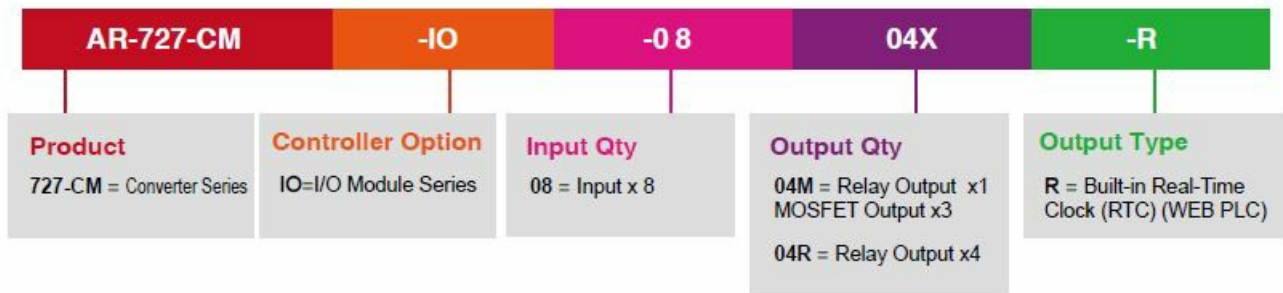 AR-727-CM
-IO
-08
04X
-R
Product
727-CM = Converter Series
Controller Option
IO=I/O Module Series
Input Qty
08 = Input x 8
Output Qty
04M = Relay Output x1
MOSFET Output x3
04R = Relay Output x4
Output Type
R = Built-in Real-Time
Clock (RTC) (WEB PLC)